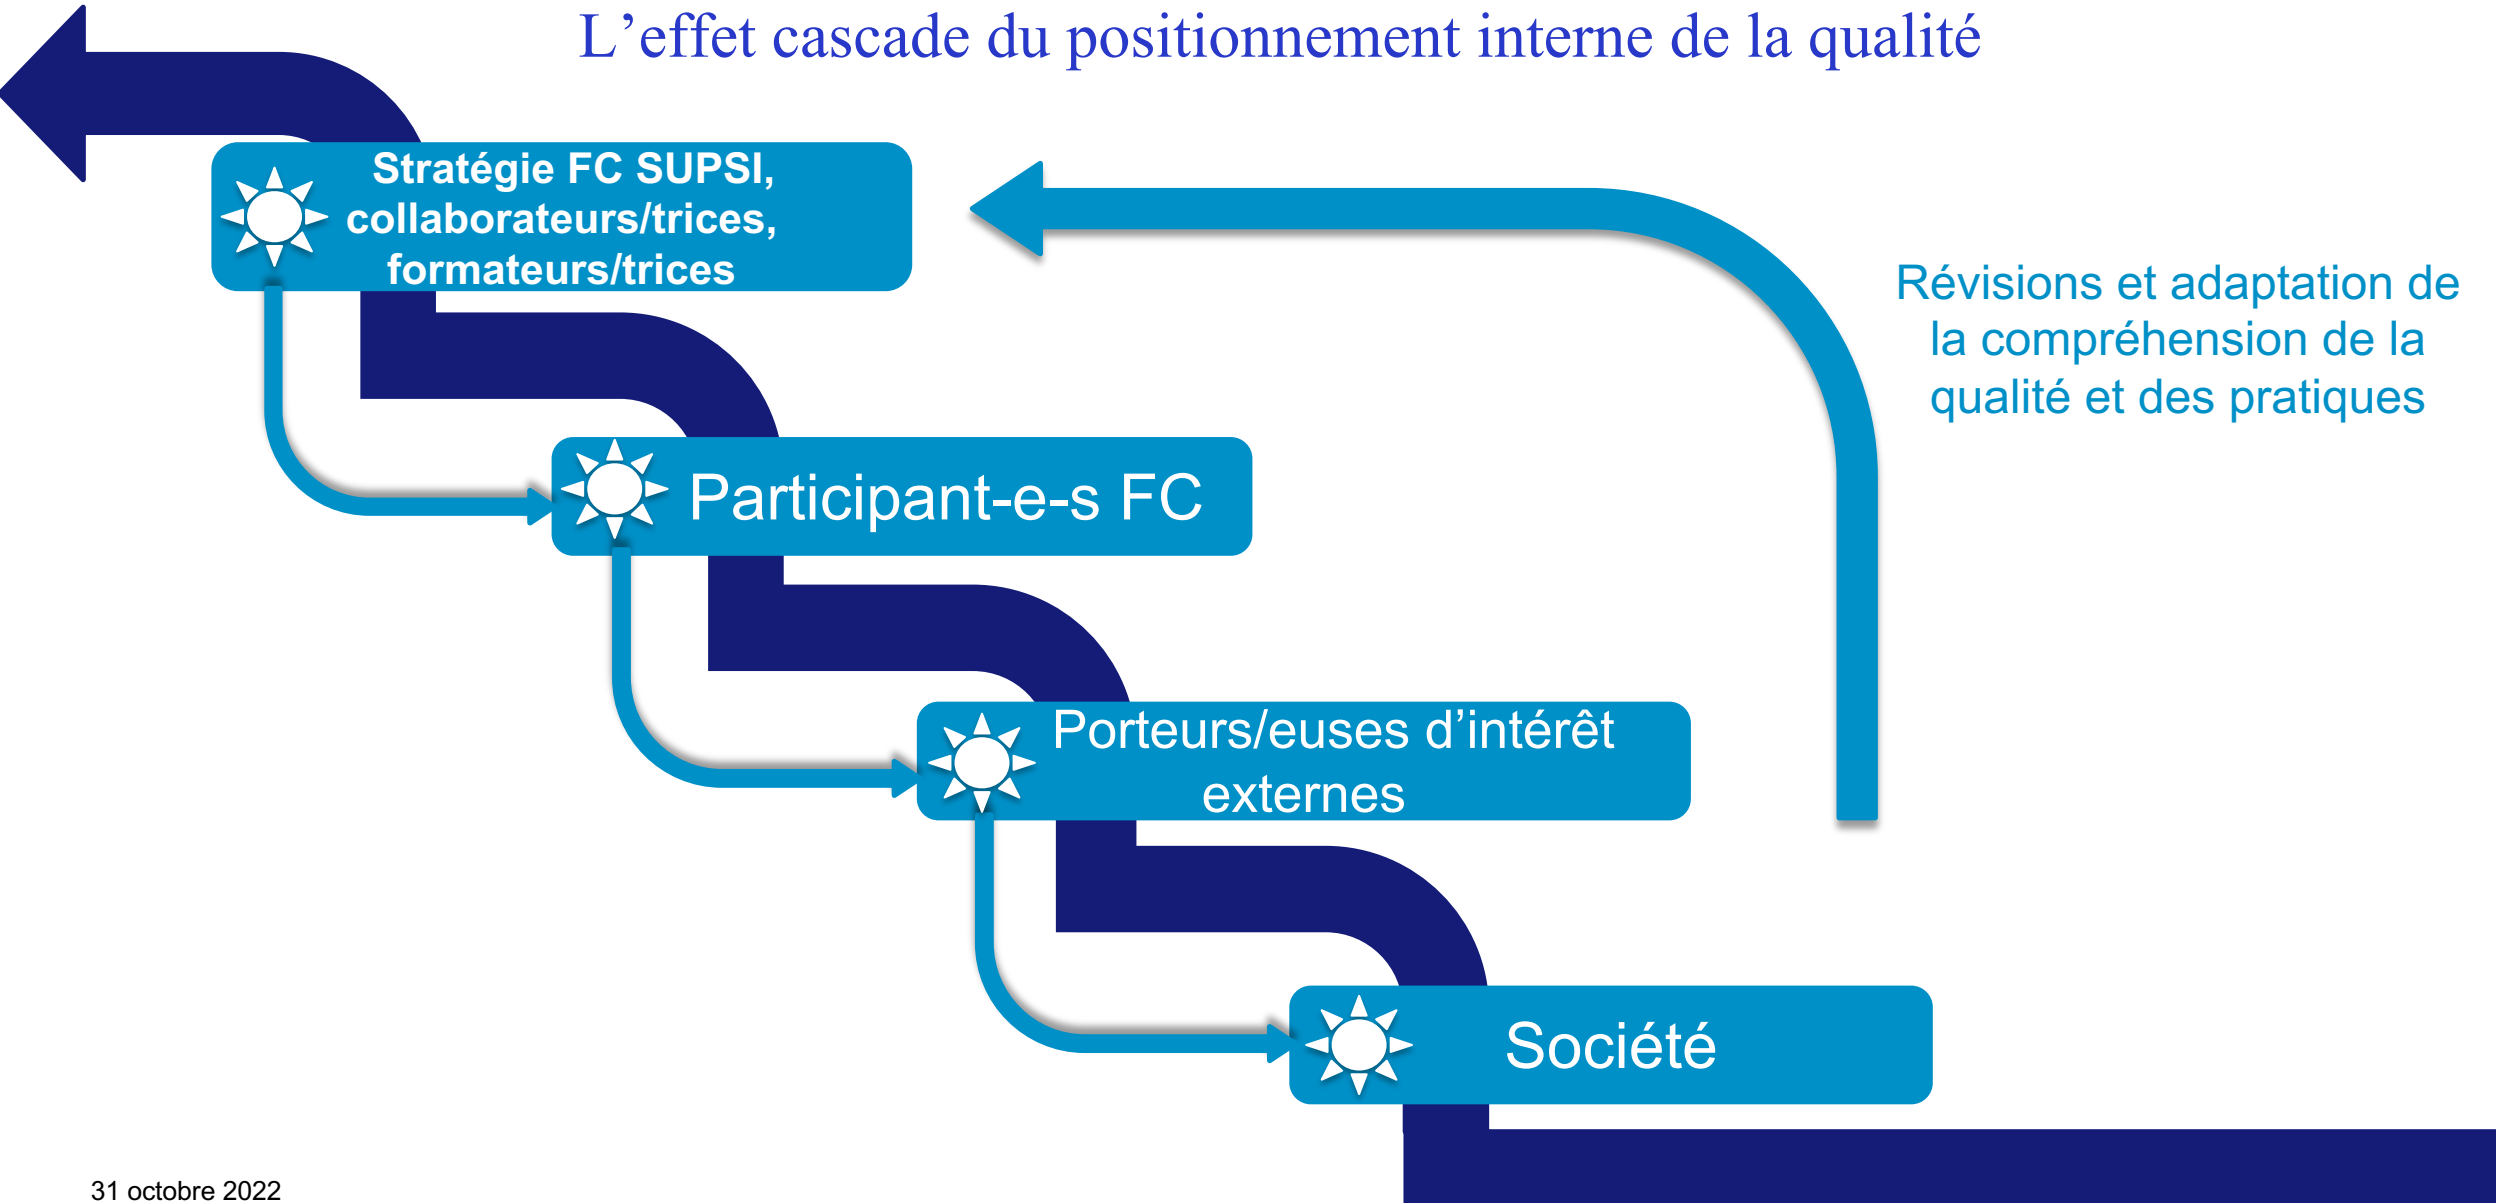 L’effet cascade du positionnement interne de la qualité
Stratégie FC SUPSI,
collaborateurs/trices,
formateurs/trices
Révisions et adaptation de
la compréhension de la
qualité et des pratiques
Participant-e-s FC
Porteurs/euses d’intérêt
externes
Société
31 octobre 2022